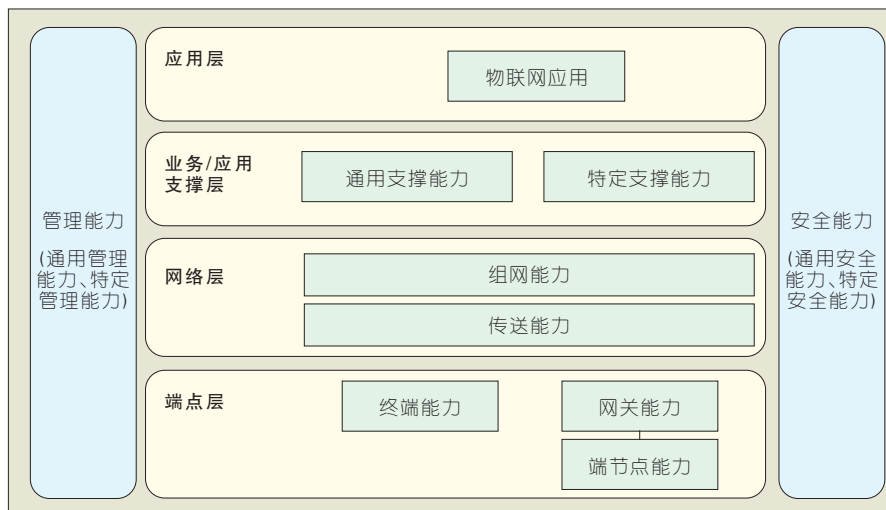 管理能力
(通用管理
能力、特定
管理能力)
应用层
物联网应用
业务/应用
支撑层
通用支撑能力
特定支撑能力
网络层
组网能力
传送能力
端点层
终端能力
网关能力
端节点能力
安全能力
(通用安全
能力、特定
安全能力)